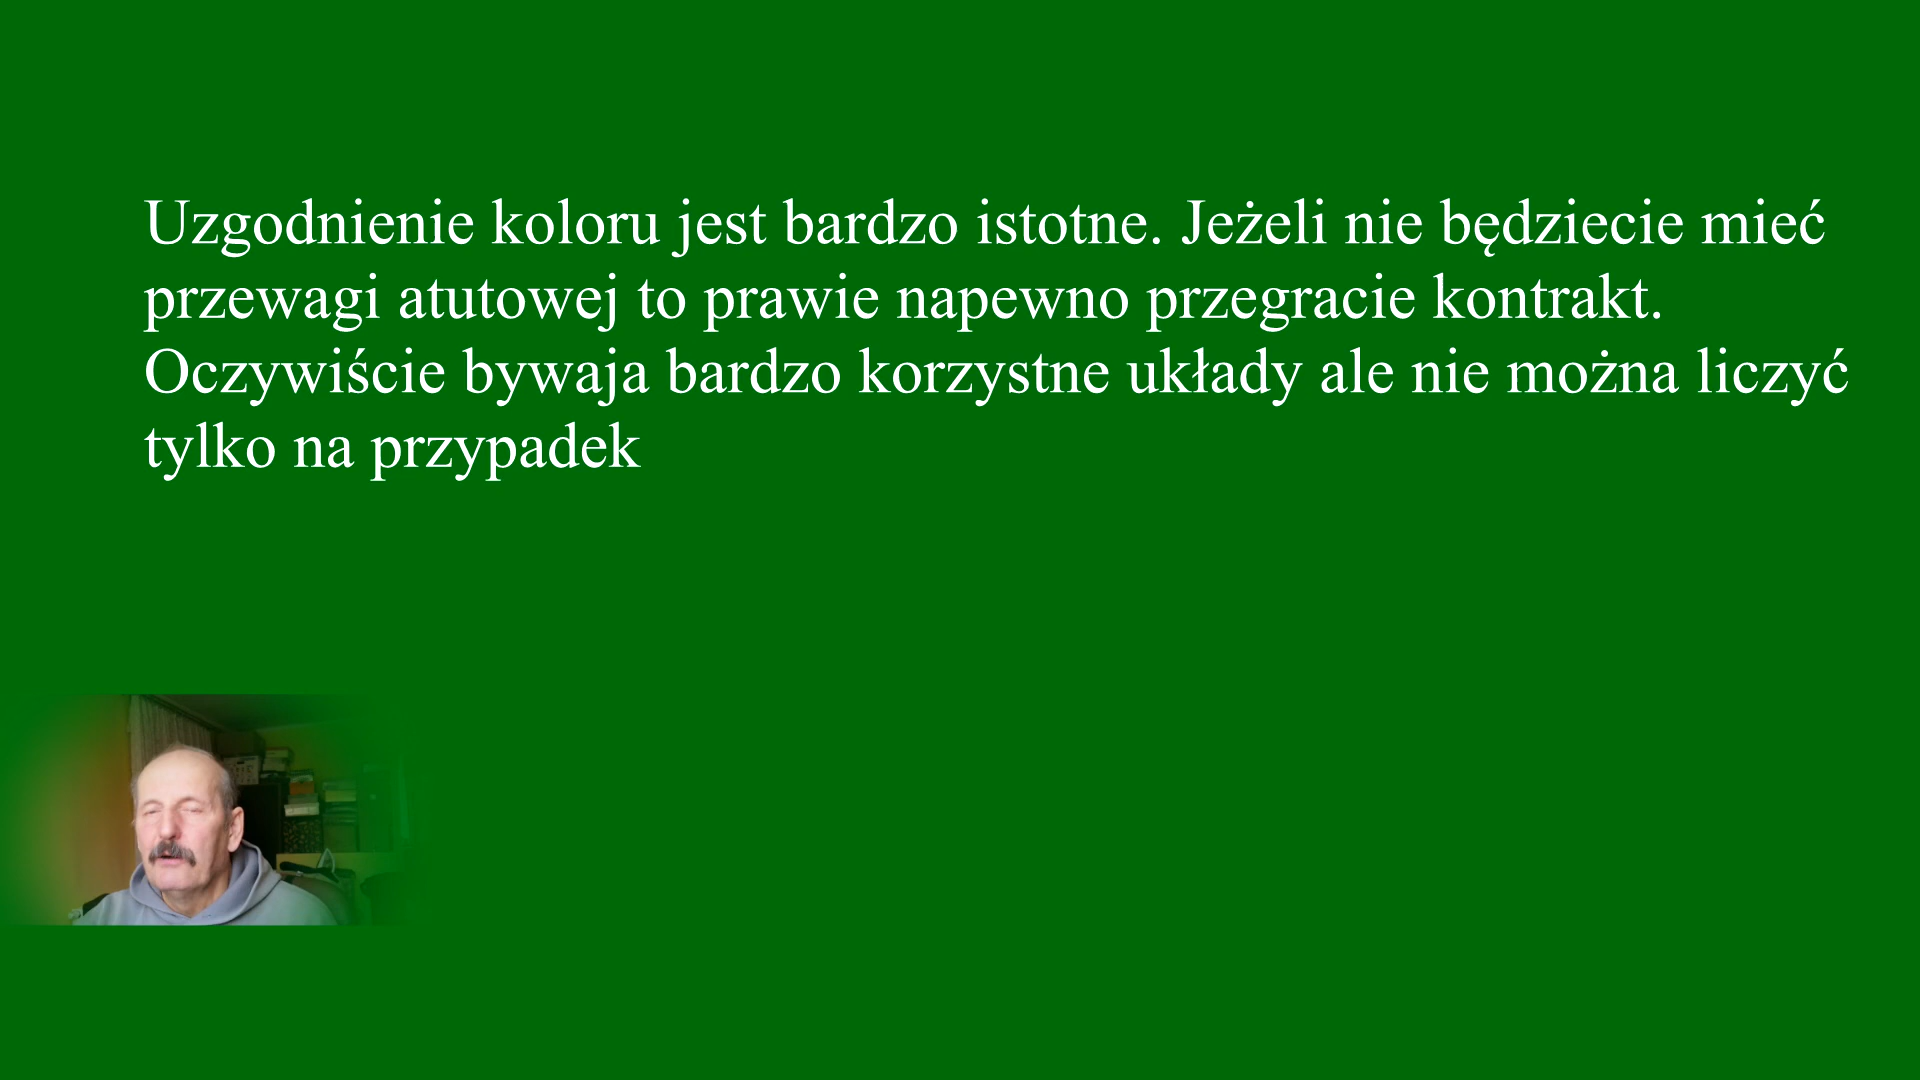 Uzgodnienie koloru jest bardzo istotne. Jeżeli nie będziecie mieć
przewagi atutowej to prawie napewno przegracie kontrakt.
Oczywiście bywaja bardzo korzystne układy ale nie można liczyć
tylko na przypadek